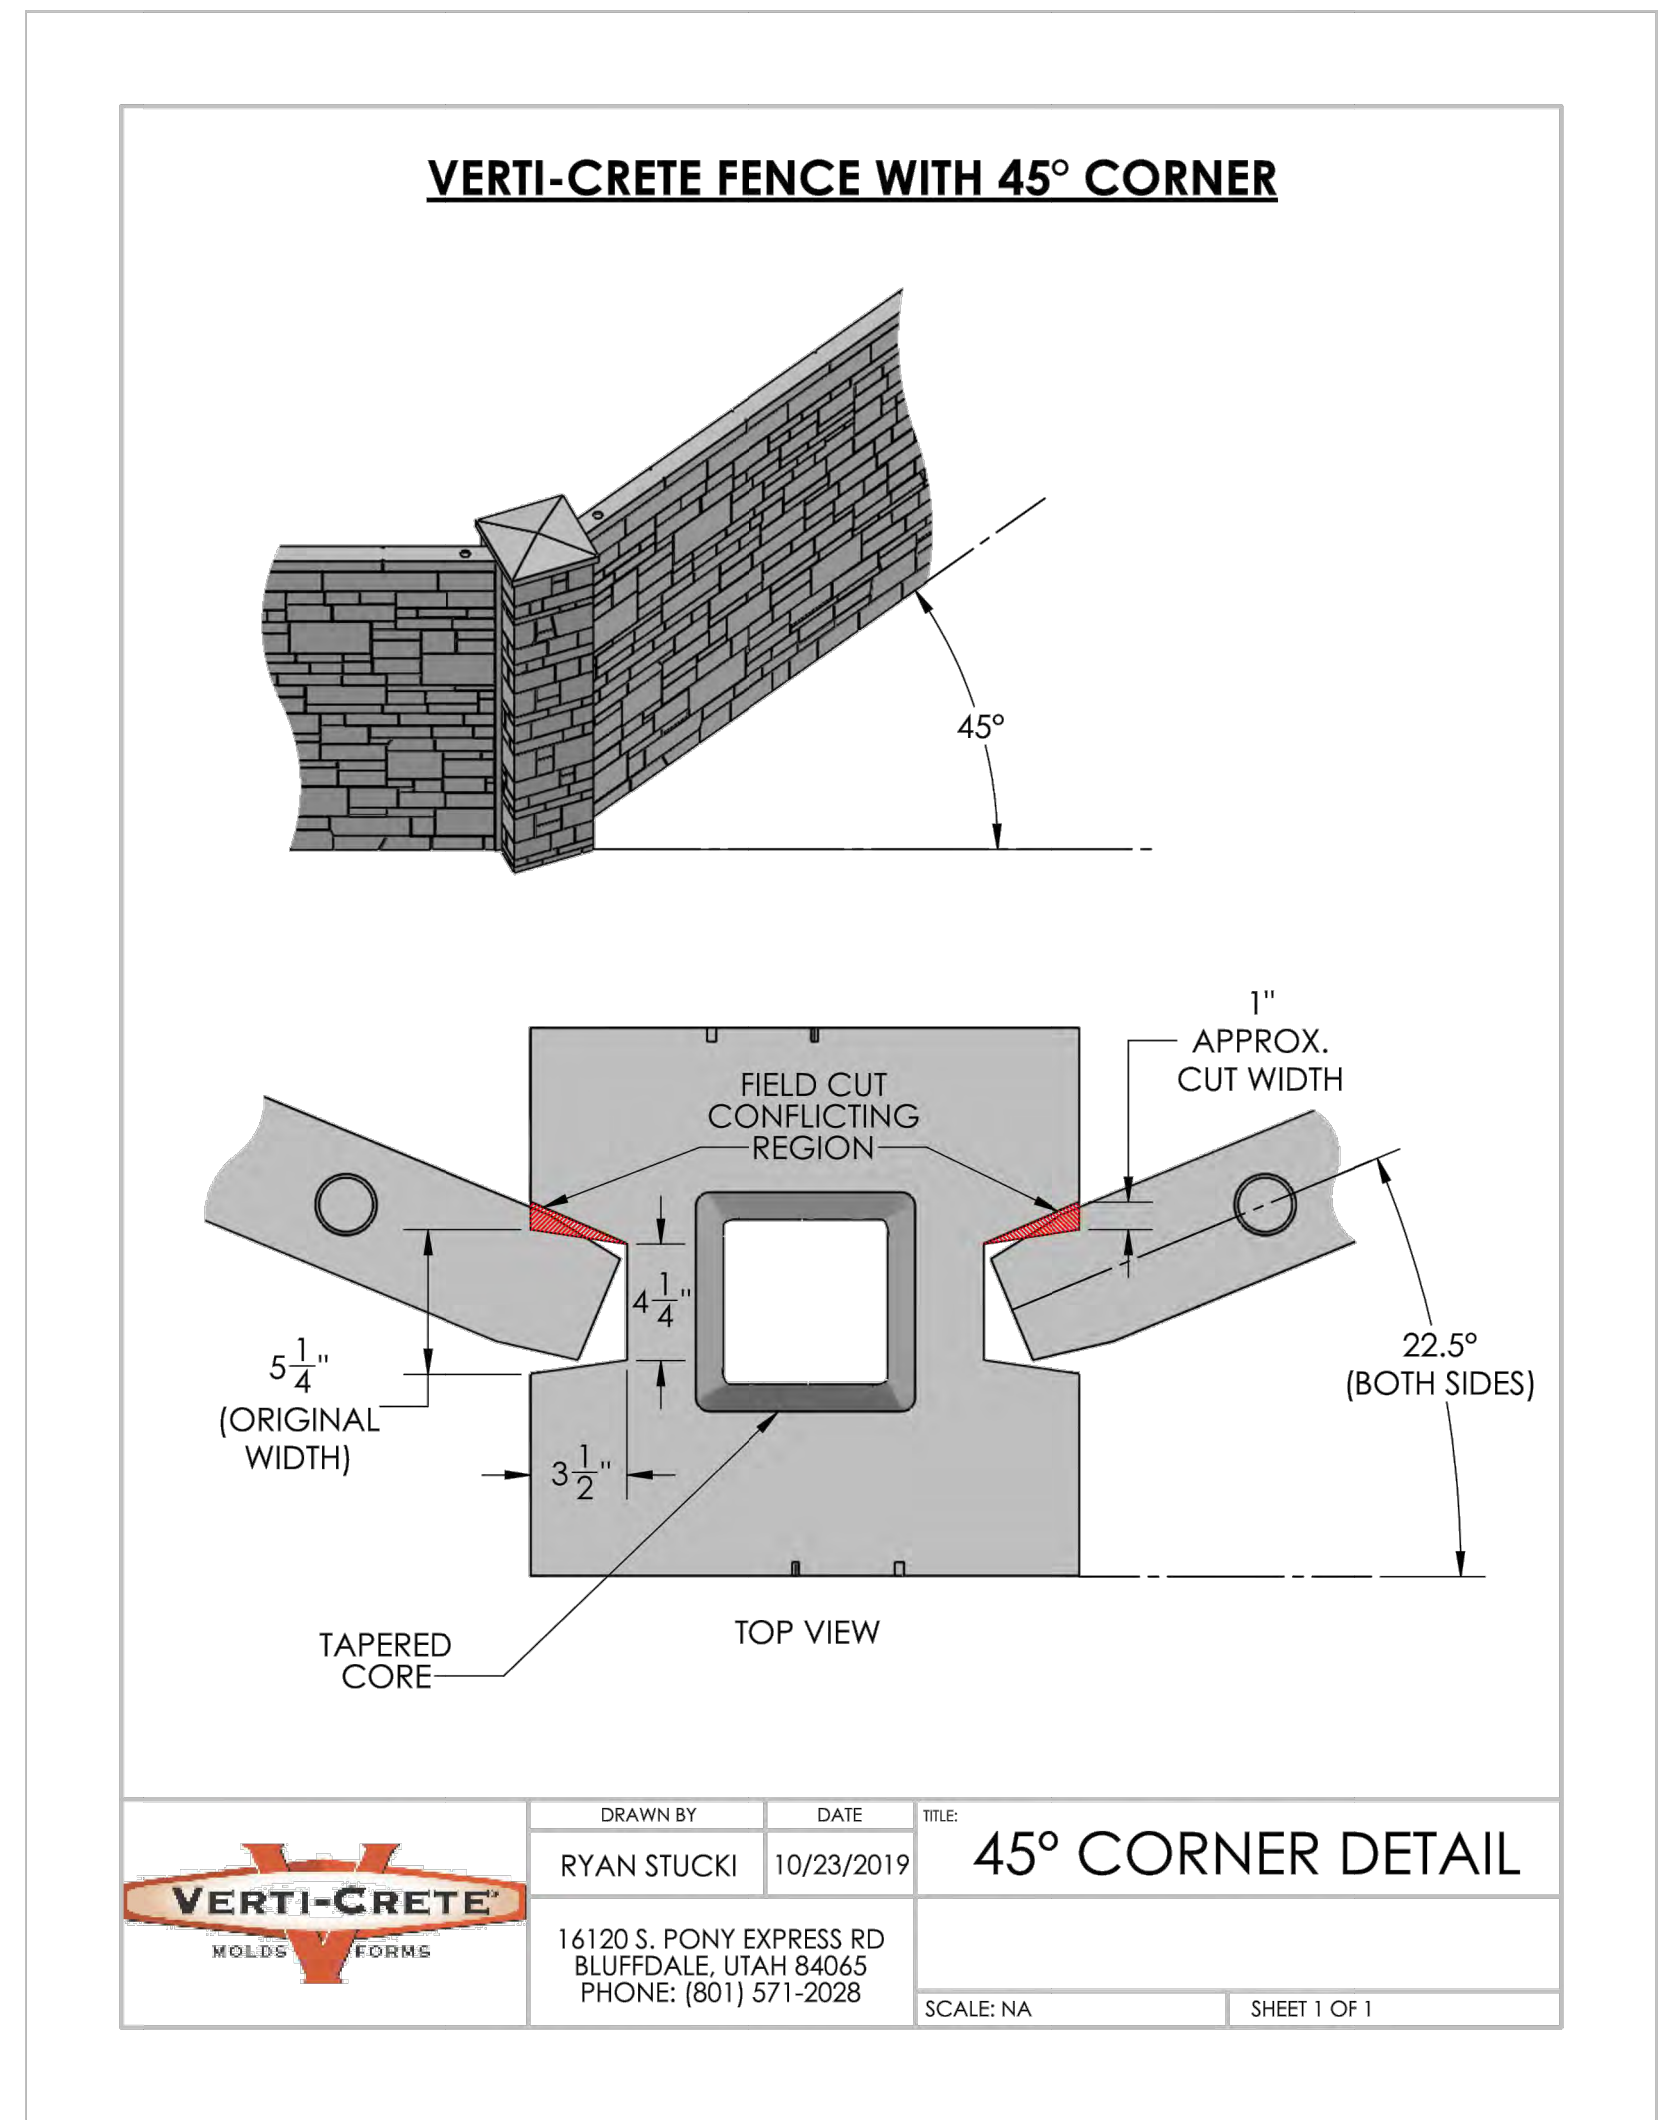 VERTI-CRETE FENCE WITH 45° CORNER
45°
1"
APPROX.
CUT WIDTH
FIELD CUT
CONFLICTING
REGION
4 1/4"
5 1/4"
(ORIGINAL
WIDTH)
3 1/2"
22.5°
(BOTH SIDES)
TAPERED
CORE
TOP VIEW
VERTI-CRETE®
MOLDS FORMS
DRAWN BY
RYAN STUCKI
DATE
10/23/2019
TITLE:
45° CORNER DETAIL
16120 S. PONY EXPRESS RD
BLUFFDALE, UTAH 84065
PHONE: (801) 571-2028
SCALE: NA
SHEET 1 OF 1